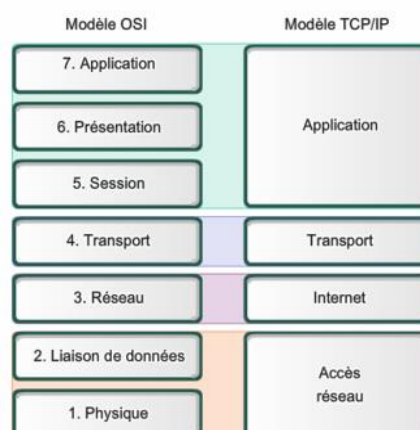 Modèle OSI
Modèle TCP/IP
7. Application
6. Présentation
5. Session
Application
4. Transport
Transport
3. Réseau
Internet
2. Liaison de données
1. Physique
Accès
réseau